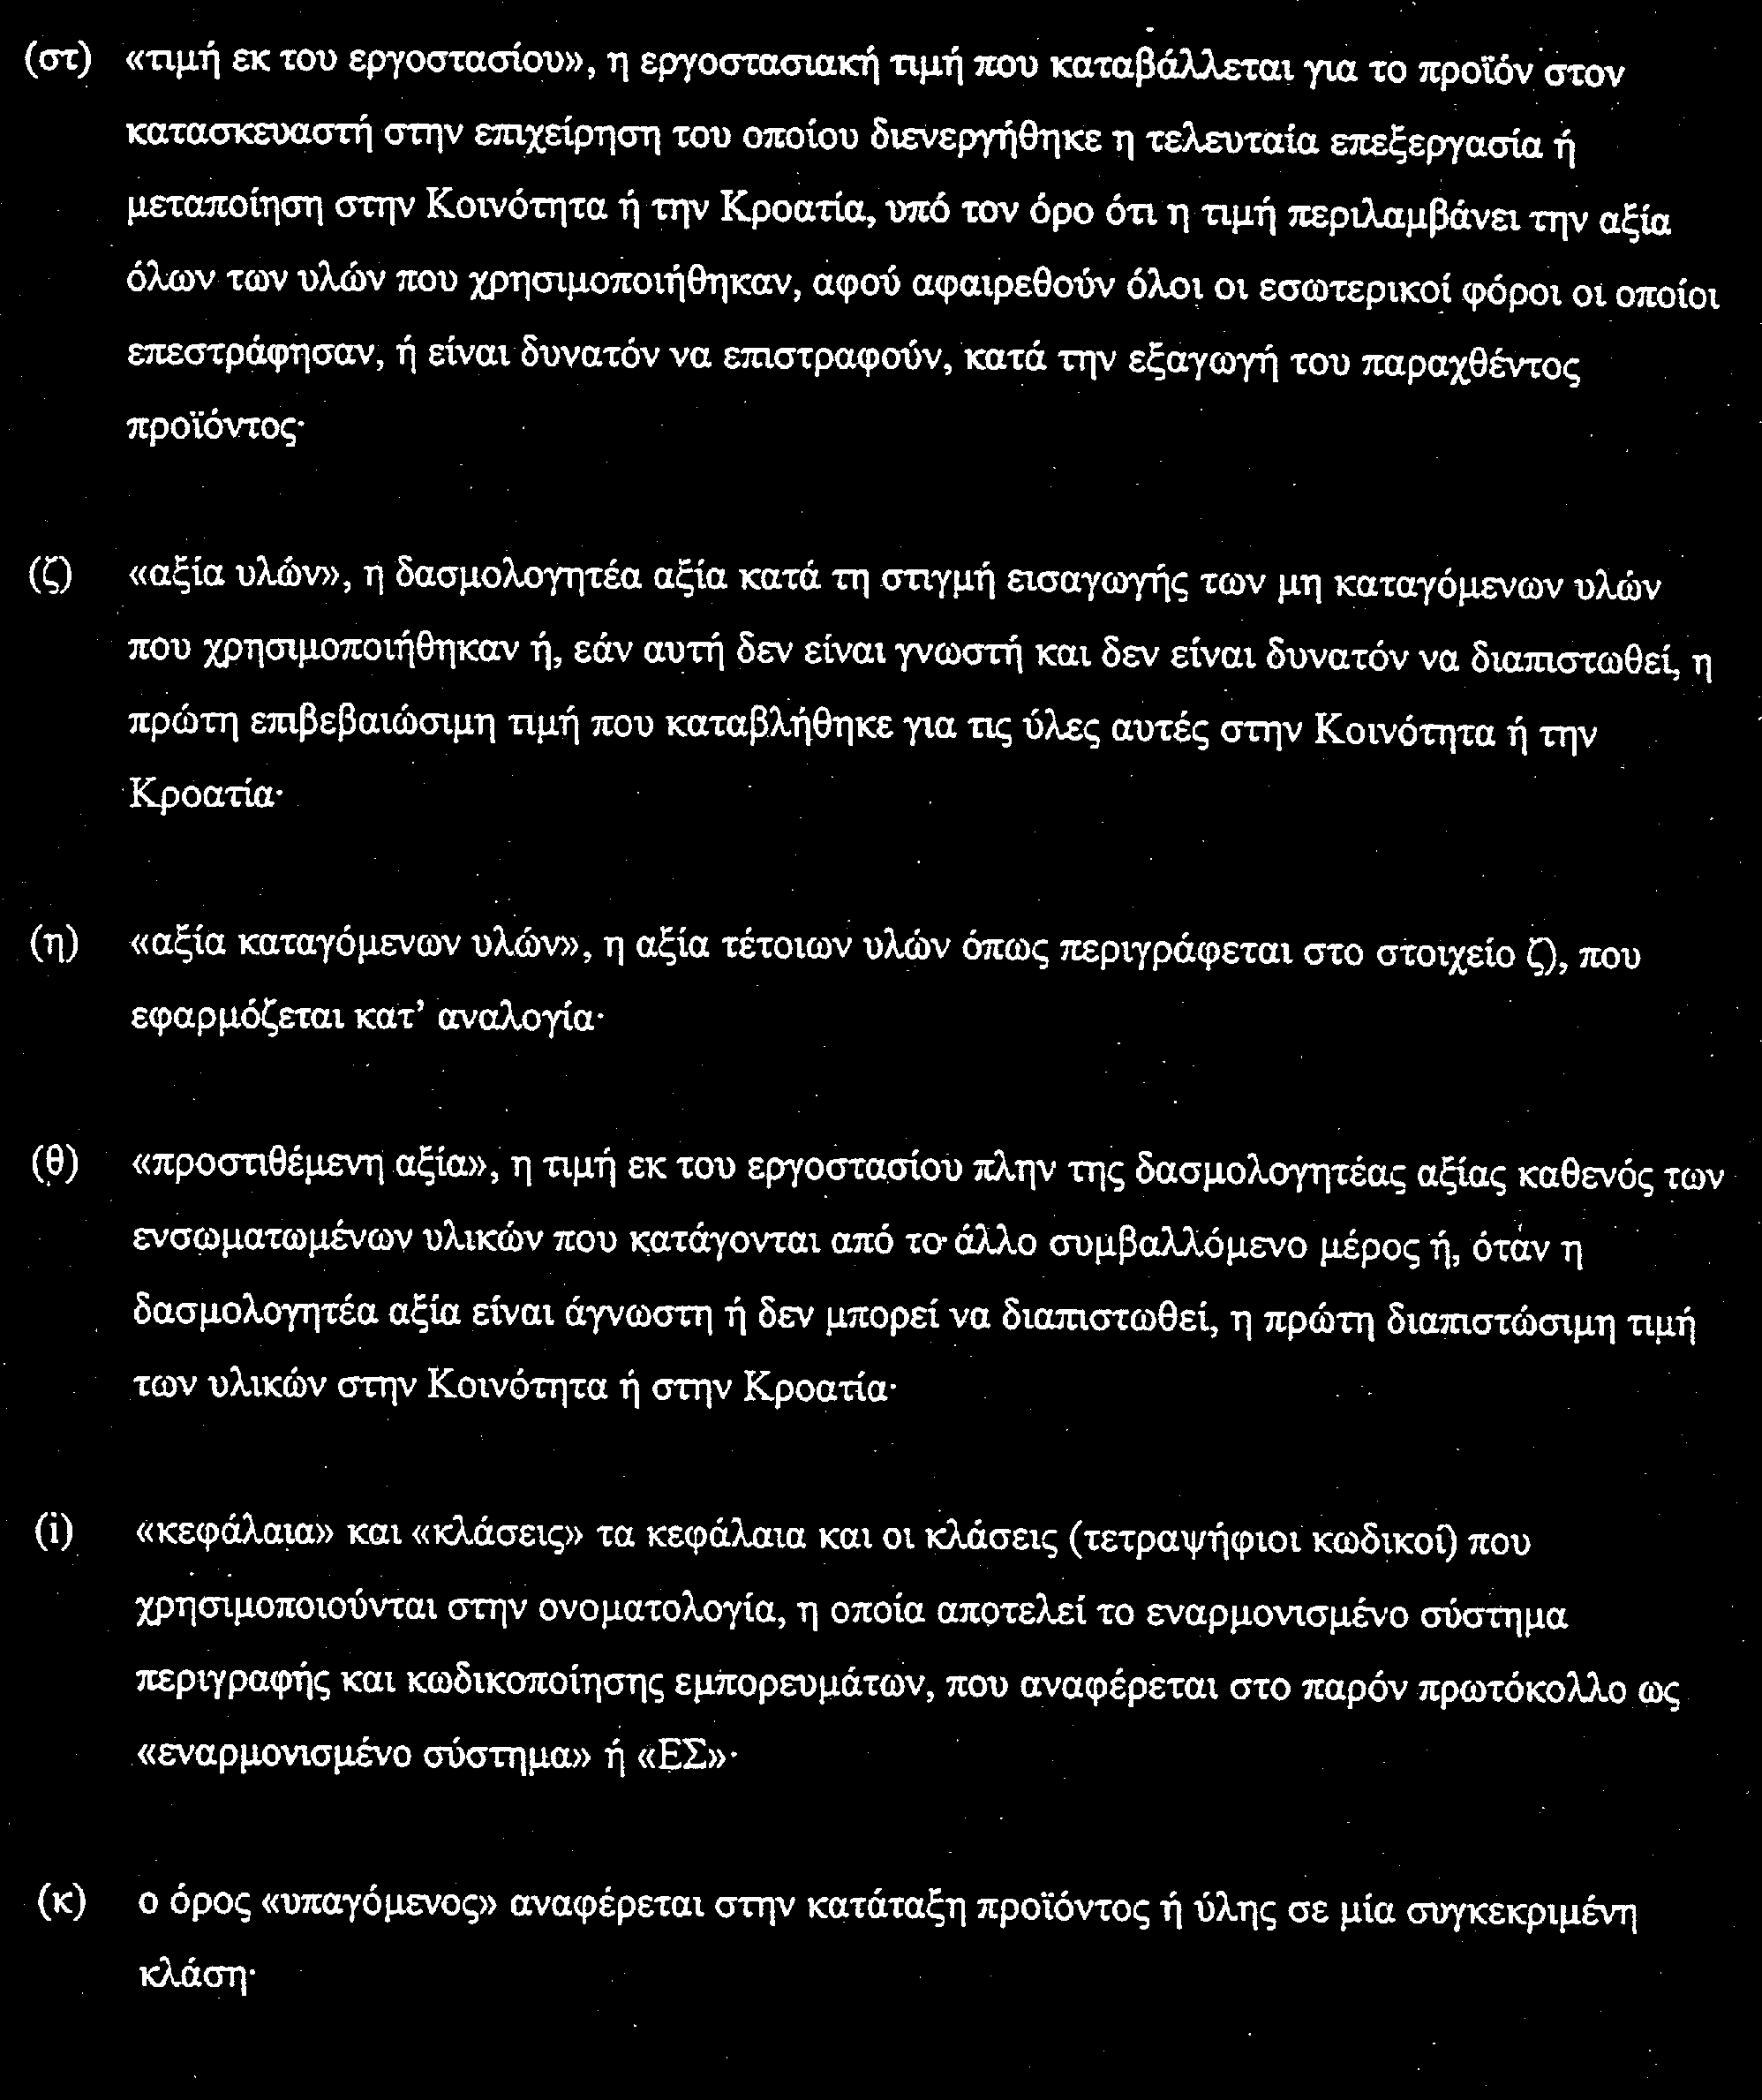 (στ) «τιμή εκ του εργοστασίου», η εργοστασιακή τιμή που καταβάλλεται για το προϊόν στον
κατασκευαστή στην επιχείρηση του οποίου διενεργήθηκε η τελευταία επεξεργασία ή
μεταποίηση στην Κοινότητα ή την Κροατία, υπό τον όρο ότι η τιμή περιλαμβάνει την αξία
όλων των υλών που χρησιμοποιήθηκαν, αφού αφαιρεθούν όλοι οι εσωτερικοί φόροι οι οποίοι
επεστράφησαν, ή είναι δυνατόν να επιστραφούν, κατά την εξαγωγή του παραχθέντος
προϊόντος·
(ζ) «αξία υλών», η δασμολογητέα αξία κατά τη στιγμή εισαγωγής των μη καταγόμενων υλών
που χρησιμοποιήθηκαν ή, εάν αυτή δεν είναι γνωστή και δεν είναι δυνατόν να διαπιστωθεί, η
πρώτη επιβεβαιώσιμη τιμή που καταβλήθηκε για τις ύλες αυτές στην Κοινότητα ή την
Κροατία·
(η) «αξία καταγόμενων υλών», η αξία τέτοιων υλών όπως περιγράφεται στο στοιχείο ζ), που
εφαρμόζεται κατ’ αναλογία·
(θ) «προστιθέμενη αξία», η τιμή εκ του εργοστασίου πλην της δασμολογητέας αξίας καθενός των
ενσωματωμένων υλικών που κατάγονται από το άλλο συμβαλλόμενο μέρος ή, όταν η
δασμολογητέα αξία είναι άγνωστη ή δεν μπορεί να διαπιστωθεί, η πρώτη διαπιστώσιμη τιμή
των υλικών στην Κοινότητα ή στην Κροατία·
(i) «κεφάλαια» και «κλάσεις» τα κεφάλαια και οι κλάσεις (τετραψήφιοι κωδικοί) που
χρησιμοποιούνται στην ονοματολογία, η οποία αποτελεί το εναρμονισμένο σύστημα
περιγραφής και κωδικοποίησης εμπορευμάτων, που αναφέρεται στο παρόν πρωτόκολλο ως
«εναρμονισμένο σύστημα» ή «ΕΣ»·
(κ) ο όρος «υπαγόμενος» αναφέρεται στην κατάταξη προϊόντος ή ύλης σε μία συγκεκριμένη
κλάση·